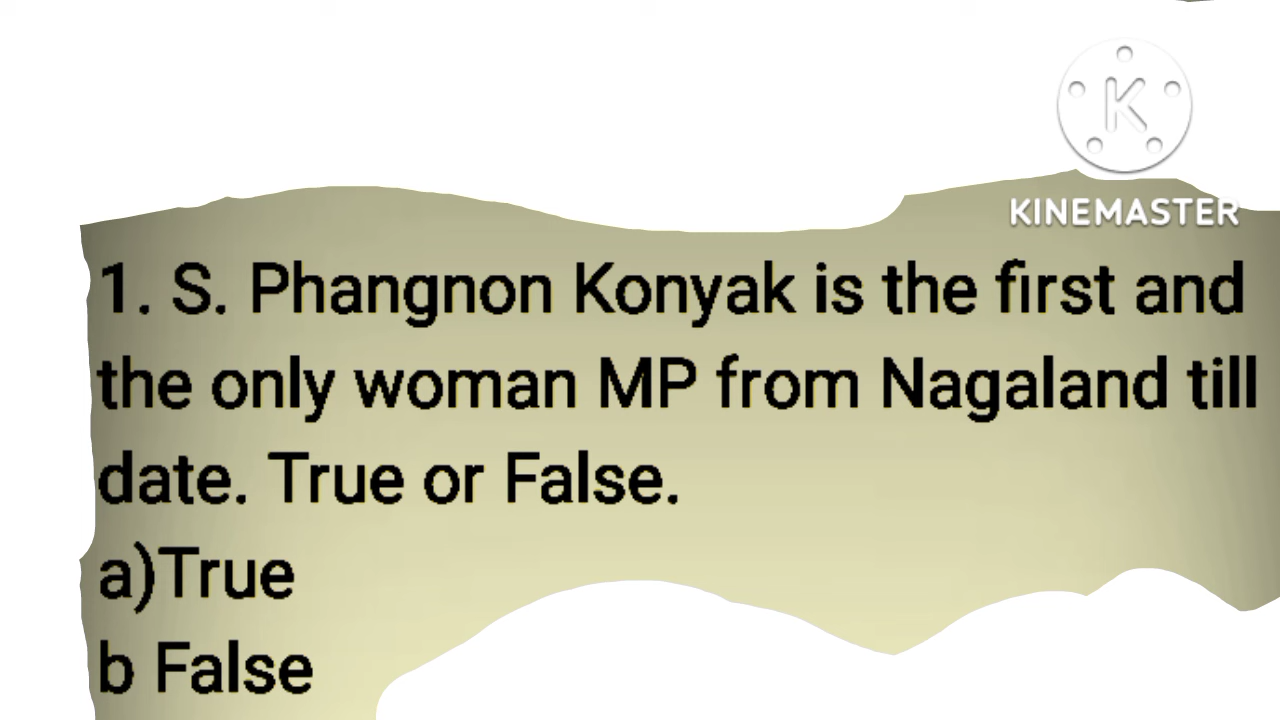 K
KINEMASTER
1. S. Phangnon Konyak is the first and
the only woman MP from Nagaland till
date. True or False.
a)True
b False